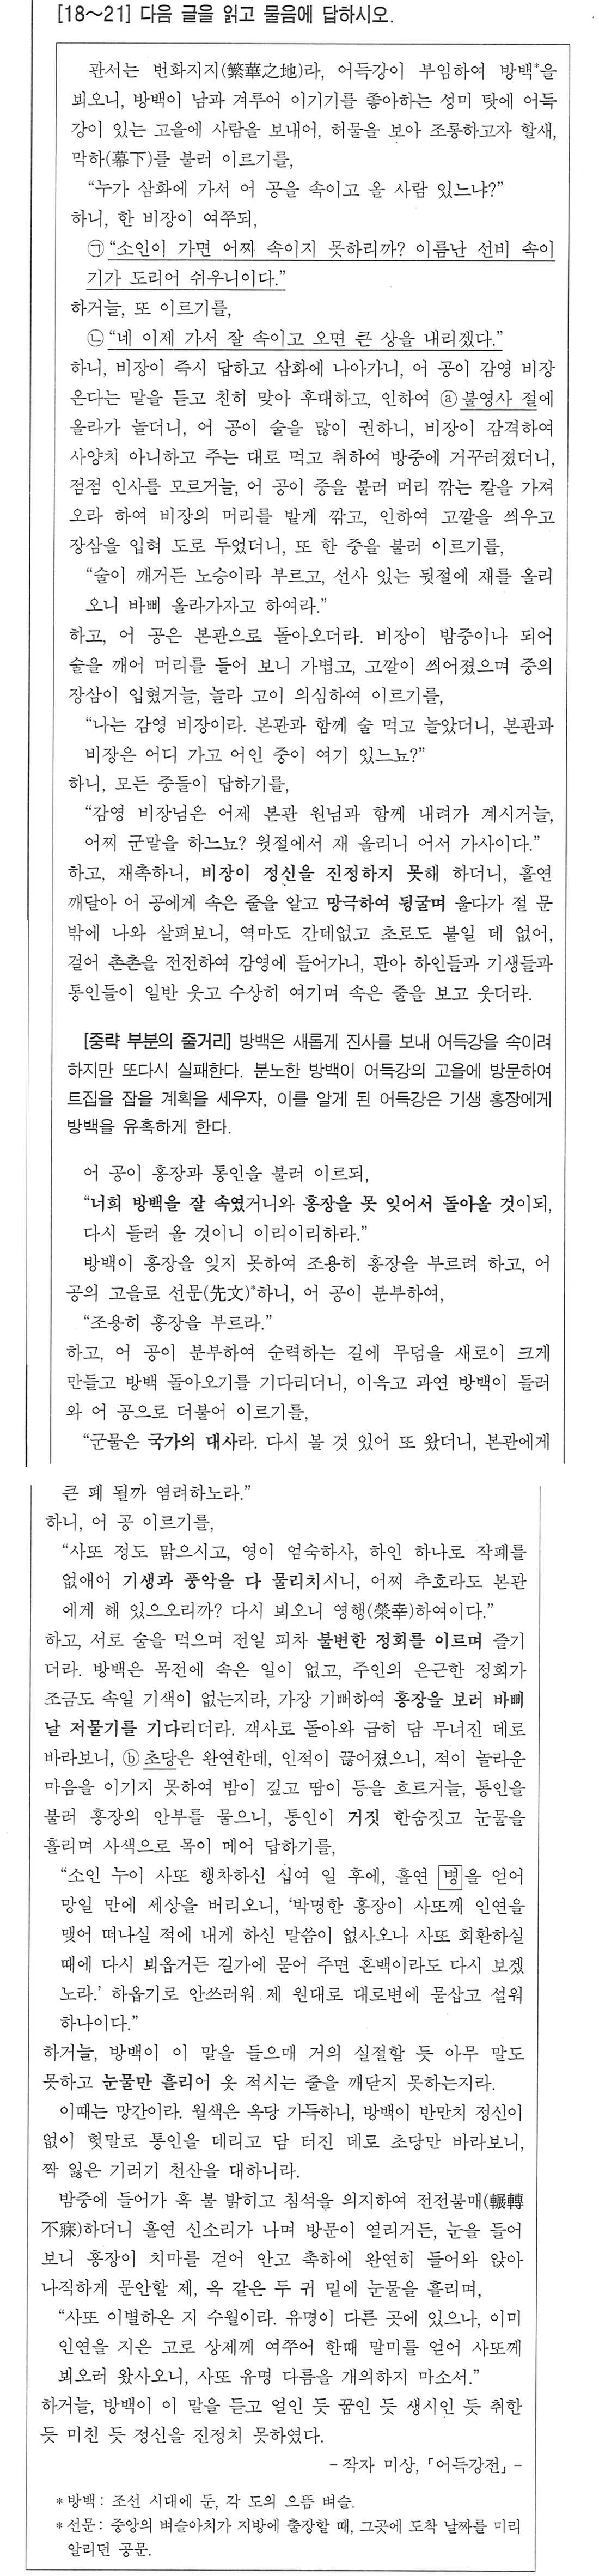 [18～21] 다음 글을 읽고 물음에 답하시오.
관서는 번화지지(繁華之地)라, 어득강이 부임하여 방백*을
뵈오니, 방백이 남과 겨루어 이기기를 좋아하는 성미 탓에 어득
강이 있는 고을에 사람을 보내어, 허물을 보아 조롱하고자 할새,
막하(幕下)를 불러 이르기를,
“누가 삼화에 가서 어 공을 속이고 올 사람 있느냐?”
하니, 한 비장이 여쭈되,
㉠ “소인이 가면 어찌 속이지 못하리까? 이름난 선비 속이
기가 도리어 쉬우니이다.”
하거늘, 또 이르기를,
㉡ “네 이제 가서 잘 속이고 오면 큰 상을 내리겠다.”
하니, 비장이 즉시 답하고 삼화에 나아가니, 어 공이 감영 비장
온다는 말을 듣고 친히 맞아 후대하고, 인하여 ⓐ 불영사 절에
올라가 놀더니, 어 공이 술을 많이 권하니, 비장이 감격하여
사양치 아니하고 주는 대로 먹고 취하여 방중에 거꾸러졌더니,
점점 인사를 모르거늘, 어 공이 중을 불러 머리 깎는 칼을 가져
오라 하여 비장의 머리를 밭게 깎고, 인하여 고깔을 씌우고
장삼을 입혀 도로 두었더니, 또 한 중을 불러 이르기를,
“술이 깨거든 노승이라 부르고, 선사 있는 뒷절에 재를 올리
오니 바삐 올라가자고 하여라.”
하고, 어 공은 본관으로 돌아오더라. 비장이 밤중이나 되어
술을 깨어 머리를 들어 보니 가볍고, 고깔이 씌어졌으며 중의
장삼이 입혔거늘, 놀라 고이 의심하여 이르기를,
“나는 감영 비장이라. 본관과 함께 술 먹고 놀았더니, 본관과
비장은 어디 가고 어인 중이 여기 있느뇨?”
하니, 모든 중들이 답하기를,
“감영 비장님은 어제 본관 원님과 함께 내려가 계시거늘,
어찌 군말을 하느뇨? 윗절에서 재 올리니 어서 가사이다.”
하고, 재촉하니, 비장이 정신을 진정하지 못해 하더니, 홀연
깨달아 어 공에게 속은 줄을 알고 망극하여 뒹굴며 울다가 절 문
밖에 나와 살펴보니, 역마도 간데없고 초로도 붙일 데 없어,
걸어 촌촌을 전전하여 감영에 들어가니, 관아 하인들과 기생들과
통인들이 일반 웃고 수상히 여기며 속은 줄을 보고 웃더라.
[중략 부분의 줄거리] 방백은 새롭게 진사를 보내 어득강을 속이려
하지만 또다시 실패한다. 분노한 방백이 어득강의 고을에 방문하여
트집을 잡을 계획을 세우자, 이를 알게 된 어득강은 기생 홍장에게
방백을 유혹하게 한다.
어 공이 홍장과 통인을 불러 이르되,
“너희 방백을 잘 속였거니와 홍장을 못 잊어서 돌아올 것이되,
다시 들러 올 것이니 이리이리하라.”
방백이 홍장을 잊지 못하여 조용히 홍장을 부르려 하고, 어
공의 고을로 선문(先文)*하니, 어 공이 분부하여,
“조용히 홍장을 부르라.”
하고, 어 공이 분부하여 순력하는 길에 무덤을 새로이 크게
만들고 방백 돌아오기를 기다리더니, 이윽고 과연 방백이 들러
와 어 공으로 더불어 이르기를,
“군물은 국가의 대사라. 다시 볼 것 있어 또 왔더니, 본관에게
큰 폐 될까 염려하노라.”
하니, 어 공 이르기를,
“사또 정도 맑으시고, 영이 엄숙하사, 하인 하나로 작폐를
없애어 기생과 풍악을 다 물리치시니, 어찌 추호라도 본관
에게 해 있으오리까? 다시 뵈오니 영행(榮幸)하여이다.”
하고, 서로 술을 먹으며 전일 피차 불변한 정회를 이르며 즐기
더라. 방백은 목전에 속은 일이 없고, 주인의 은근한 정회가
조금도 속일 기색이 없는지라, 가장 기뻐하여 홍장을 보러 바삐
날 저물기를 기다리더라. 객사로 돌아와 급히 담 무너진 데로
바라보니, ⓑ 초당은 완연한데, 인적이 끊어졌으니, 적이 놀라운
마음을 이기지 못하여 밤이 깊고 땀이 등을 흐르거늘, 통인을
불러 홍장의 안부를 물으니, 통인이 거짓 한숨짓고 눈물을
흘리며 사색으로 목이 메어 답하기를,
“소인 누이 사또 행차하신 십여 일 후에, 홀연 병을 얻어
망일 만에 세상을 버리오니, ‘박명한 홍장이 사또께 인연을
맺어 떠나실 적에 내게 하신 말씀이 없사오나 사또 회환하실
때에 다시 뵈옵거든 길가에 묻어 주면 혼백이라도 다시 보겠
노라.’ 하옵기로 안쓰러워 제 원대로 대로변에 묻삽고 설워
하나이다.”
하거늘, 방백이 이 말을 들으매 거의 실절할 듯 아무 말도
못하고 눈물만 흘리어 옷 적시는 줄을 깨닫지 못하는지라.
이때는 망간이라. 월색은 옥당 가득하니, 방백이 반만치 정신이
없이 헛말로 통인을 데리고 담 터진 데로 초당만 바라보니,
짝 잃은 기러기 천산을 대하니라.
밤중에 들어가 혹 불 밝히고 침석을 의지하여 전전불매(輾轉
不寐)하더니 홀연 신소리가 나며 방문이 열리거든, 눈을 들어
보니 홍장이 치마를 걷어 안고 촉하에 완연히 들어와 앉아
나직하게 문안할 제, 옥 같은 두 귀 밑에 눈물을 흘리며,
“사또 이별하온 지 수월이라. 유명이 다른 곳에 있으나, 이미
인연을 지은 고로 상제께 여쭈어 한때 말미를 얻어 사또께
뵈오러 왔사오니, 사또 유명 다름을 개의하지 마소서.”
하거늘, 방백이 이 말을 듣고 얼인 듯 꿈인 듯 생시인 듯 취한
듯 미친 듯 정신을 진정치 못하였다.
- 작자 미상, 「어득강전」 -
* 방백 : 조선 시대에 둔, 각 도의 으뜸 벼슬.
* 선문 : 중앙의 벼슬아치가 지방에 출장할 때, 그곳에 도착 날짜를 미리
알리던 공문.